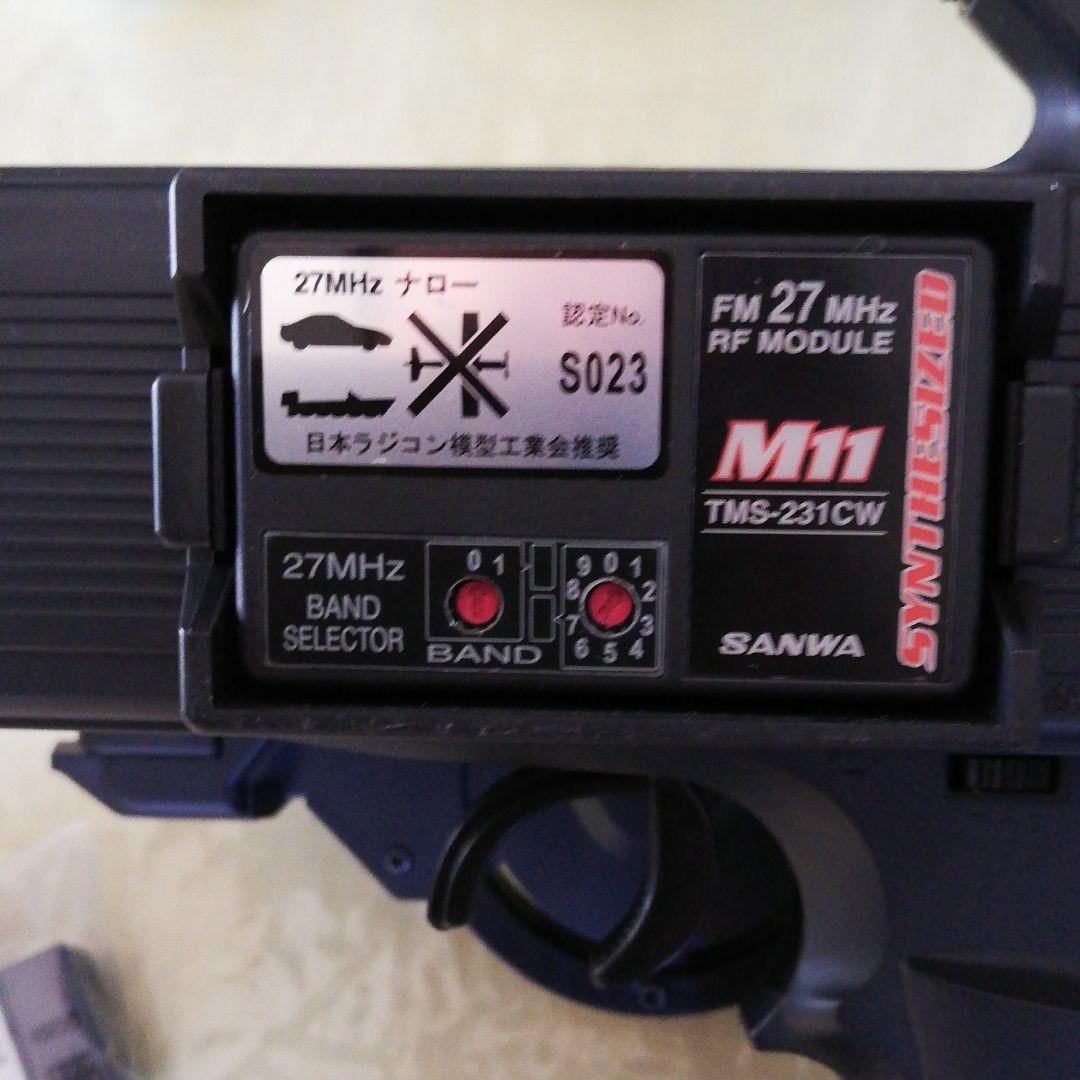 27MHz ナロー
認定No.
S023
日本ラジコン模型工業会推奨
FM 27 MHz
RF MODULE
M11
TMS-231CW
SANWA
SYNTHESIZED
27MHz
BAND
SELECTOR
0 1
9 0 1
8 2
7 3
6 5 4
BAND